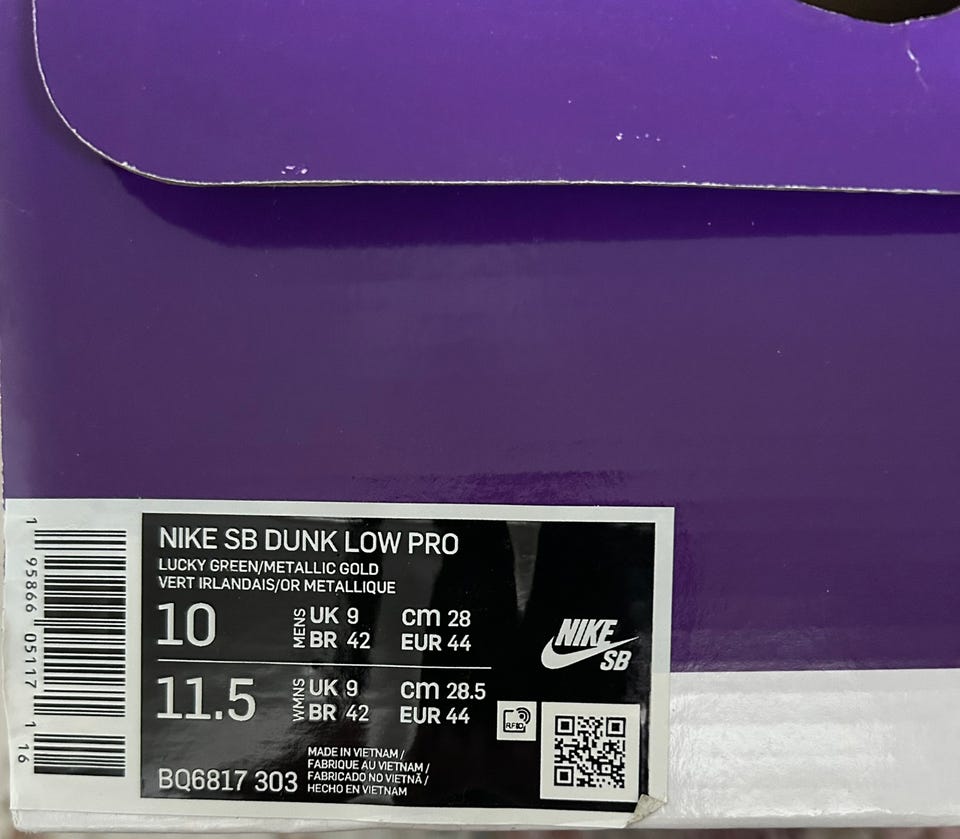 NIKE SB DUNK LOW PRO
LUCKY GREEN/METALLIC GOLD
VERT IRLANDAIS/OR METALLIQUE
10
MENS
UK 9 cm 28
BR 42 EUR 44
11.5
WMNS
UK 9 cm 28.5
BR 42 EUR 44
BQ6817 303
MADE IN VIETNAM /
FABRIQUE AU VIETNAM /
FABRICADO NO VIETNÃ /
HECHO EN VIETNAM
NIKE
SB
RFID
1 95866 05117 1 16